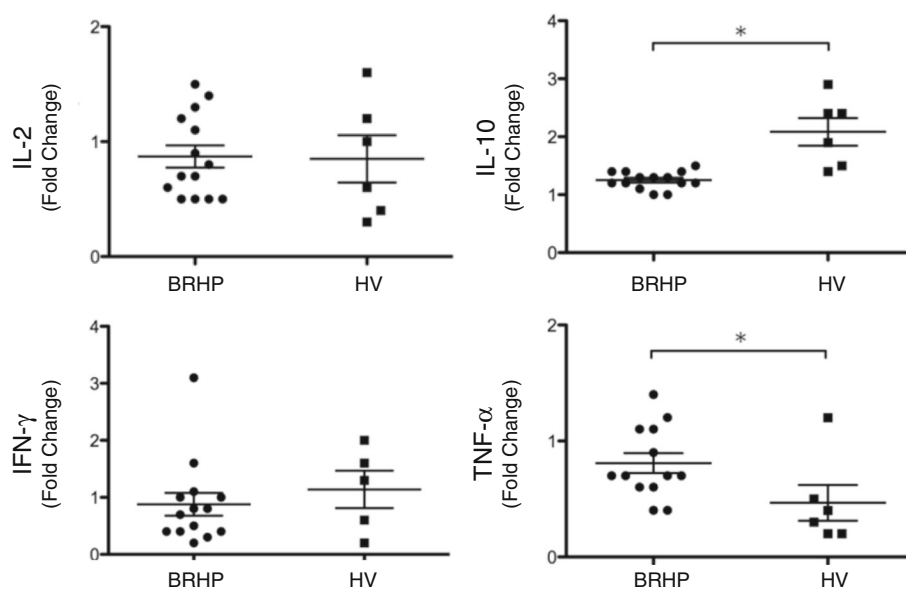 IL-2
(Fold Change)
2
1
0
BRHP
HV
IL-10
(Fold Change)
4
3
2
1
0
*
BRHP
HV
IFN-γ
(Fold Change)
4
3
2
1
0
BRHP
HV
TNF-α
(Fold Change)
2
1
0
*
BRHP
HV